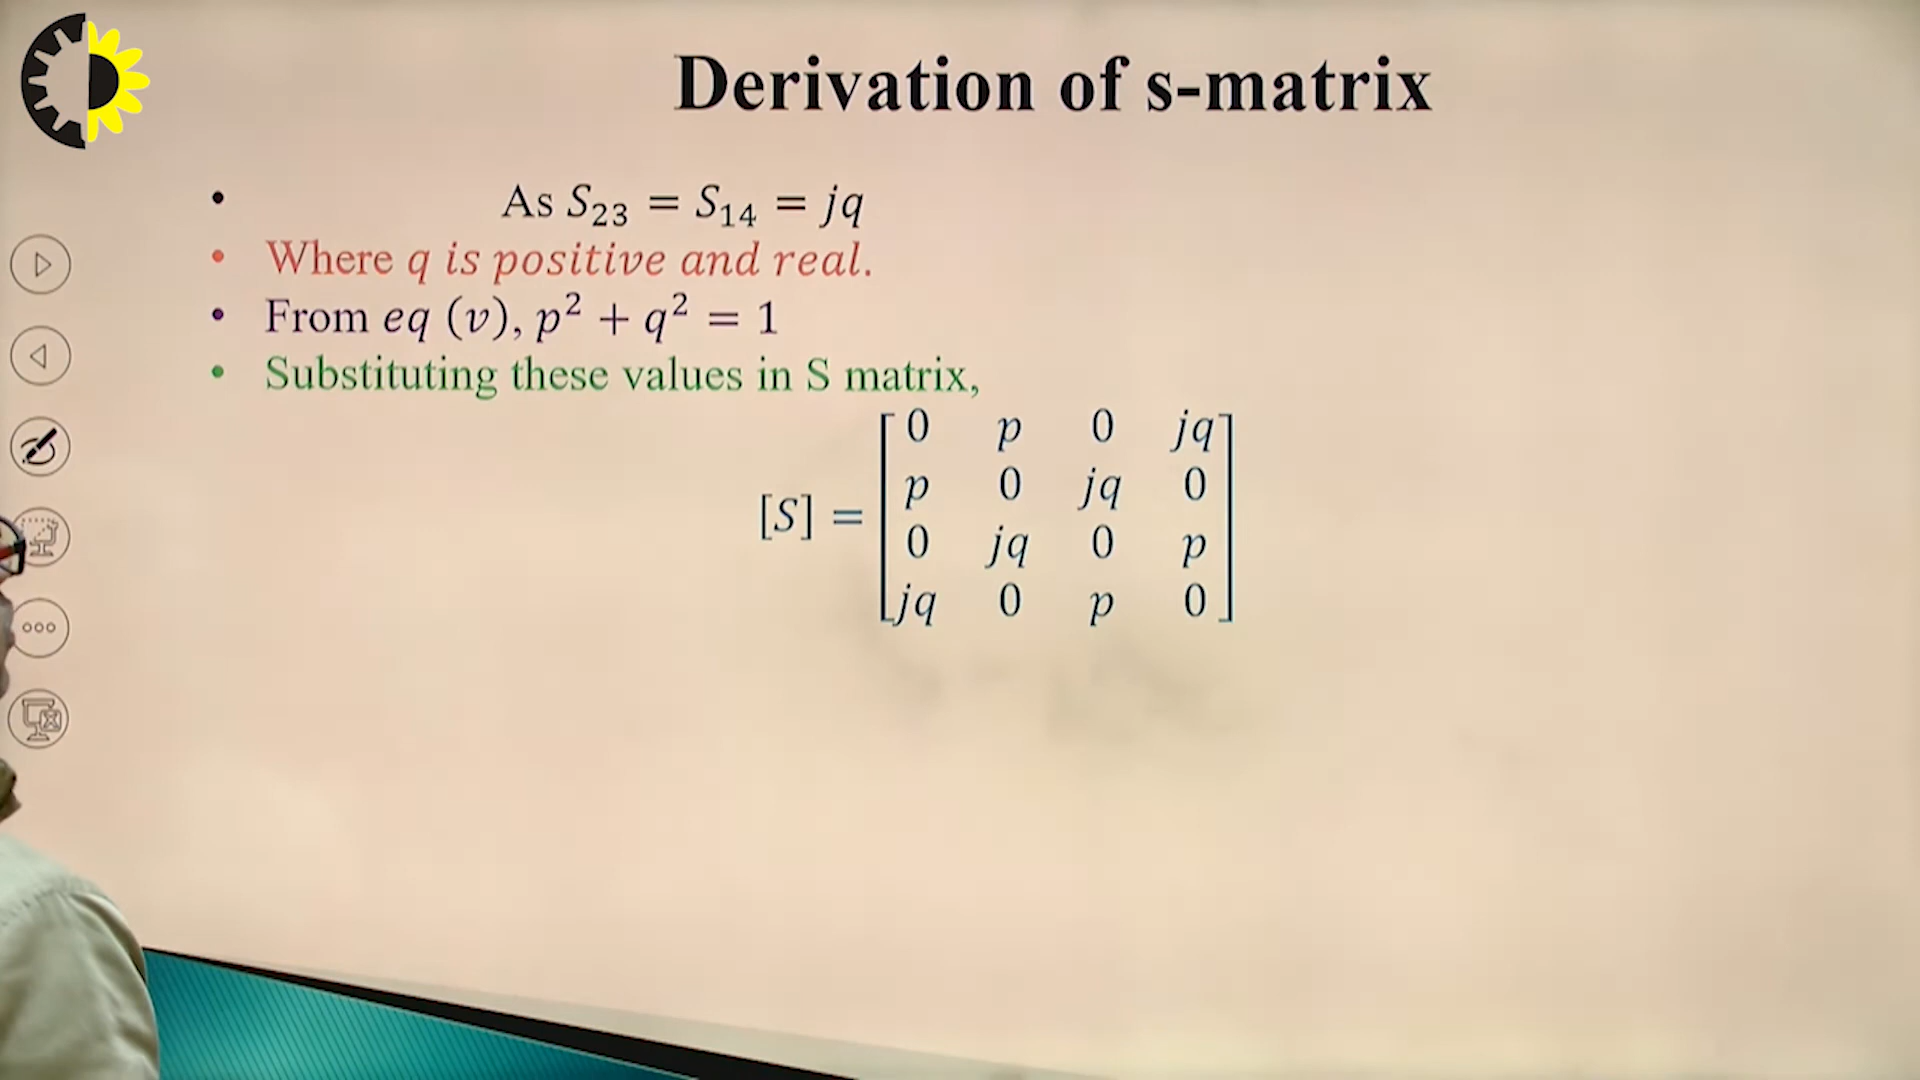 Derivation of s-matrix
• As S₂₃ = S₁₄ = jq
• Where q is positive and real.
• From eq (v), p² + q² = 1
• Substituting these values in S matrix,
[S] = [0 p 0 jq
p 0 jq 0
0 jq 0 p
jq 0 p 0]